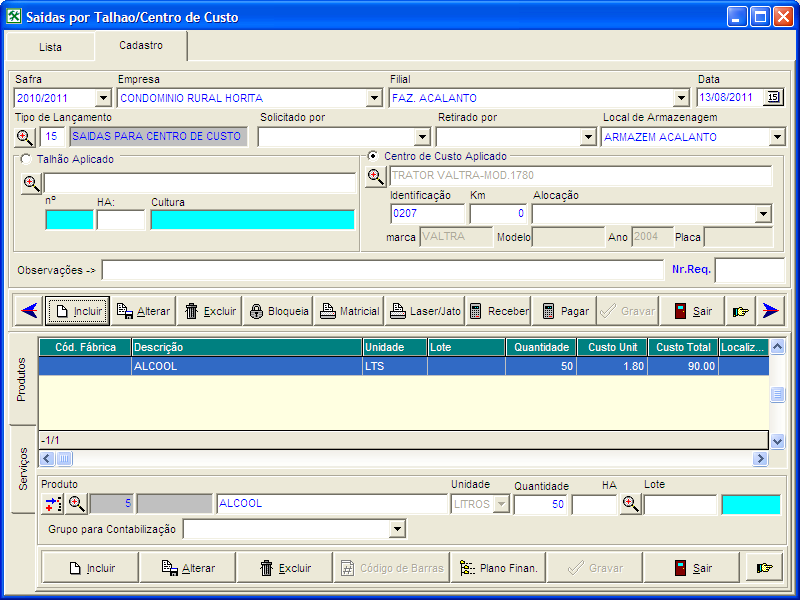 Saidas por Talhao/Centro de Custo
Lista Cadastro
Safra Empresa Filial Data
2010/2011 CONDOMINIO RURAL HORITA FAZ. ACALANTO 13/08/2011 15
Tipo de Lançamento Solicitado por Retirado por Local de Armazenagem
15 SAIDAS PARA CENTRO DE CUSTO ARMAZEM ACALANTO
Talhão Aplicado Centro de Custo Aplicado
TRATOR VALTRA-MOD.1780
nº HA: Cultura Identificação Km Alocação
0207 0
marca VALTRA Modelo Ano 2004 Placa
Observações -> Nr.Req.
Incluir Alterar Excluir Bloqueia Matricial Laser/Jato Receber Pagar Gravar Sair
Produtos
Serviços
Cód. Fábrica Descrição Unidade Lote Quantidade Custo Unit Custo Total Localiz...
ALCOOL LTS 50 1.80 90.00
-1/1
Produto Unidade Quantidade HA Lote
5 ALCOOL LITROS 50
Grupo para Contabilização
Incluir Alterar Excluir Código de Barras Plano Finan. Gravar Sair